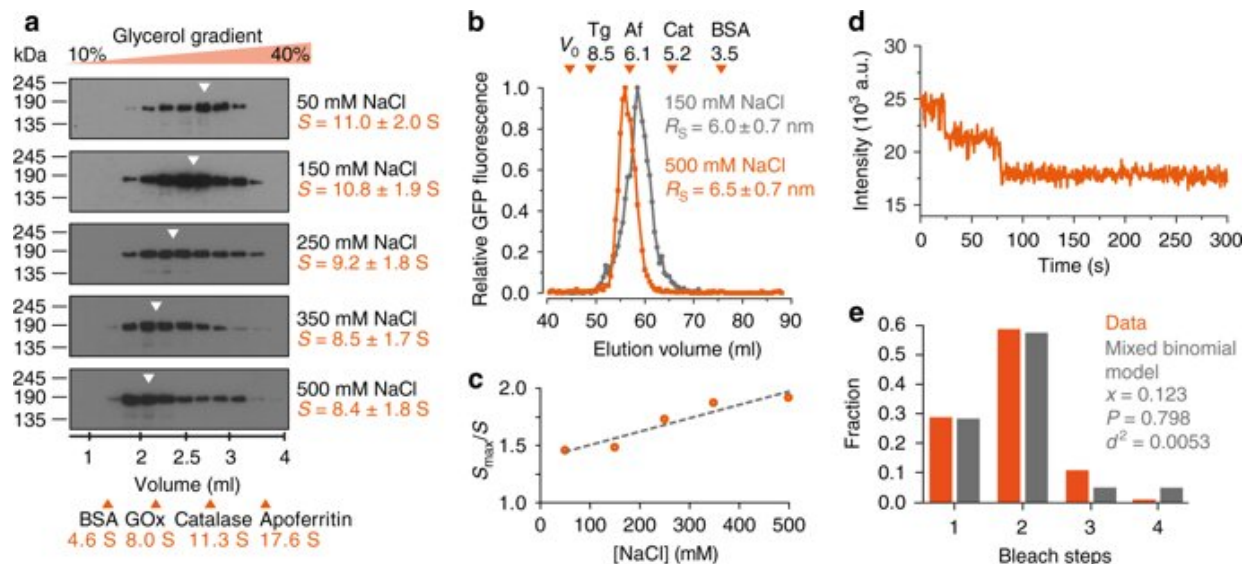 a
Glycerol gradient
kDa 10% 40%
245
190
135
50 mM NaCl
S = 11.0 ± 2.0 S
245
190
135
150 mM NaCl
S = 10.8 ± 1.9 S
245
190
135
250 mM NaCl
S = 9.2 ± 1.8 S
245
190
135
350 mM NaCl
S = 8.5 ± 1.7 S
245
190
135
500 mM NaCl
S = 8.4 ± 1.8 S
1 2 2.5 3 4
Volume (ml)
BSA GOx Catalase Apoferritin
4.6 S 8.0 S 11.3 S 17.6 S
b
Tg Af Cat BSA
V0 8.5 6.1 5.2 3.5
Relative GFP fluorescence
1.0
0.8
0.6
0.4
0.2
0.0
150 mM NaCl
RS = 6.0 ± 0.7 nm
500 mM NaCl
RS = 6.5 ± 0.7 nm
40 50 60 70 80 90
Elution volume (ml)
c
Smax/S
2.0
1.5
1.0
0 100 200 300 400 500
[NaCl] (mM)
d
Intensity (10³ a.u.)
30
25
20
15
0 50 100 150 200 250 300
Time (s)
e
Fraction
0.6
0.5
0.3
0.2
0.0
Data
Mixed binomial
model
x = 0.123
P = 0.798
d² = 0.0053
1 2 3 4
Bleach steps